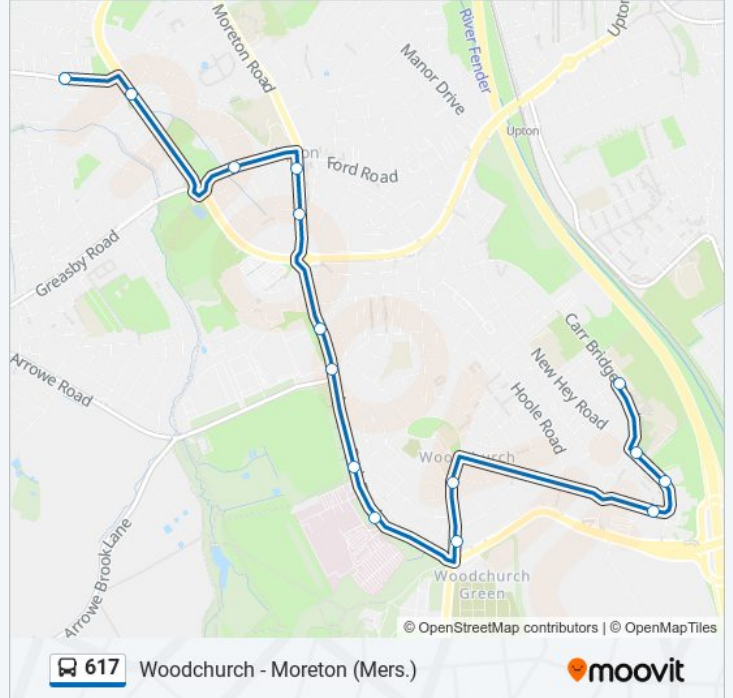 Moreton Road
River Fender
Upton
Manor Drive
Upton
on
Ford Road
Greasby Road
Carr Bridge
New Hey Road
Arrowe Road
Hoole Road
Woodchurch
Arrowe Brook Lane
Woodchurch
Green
© OpenStreetMap contributors | © OpenMapTiles
617 Woodchurch - Moreton (Mers.)
moovit